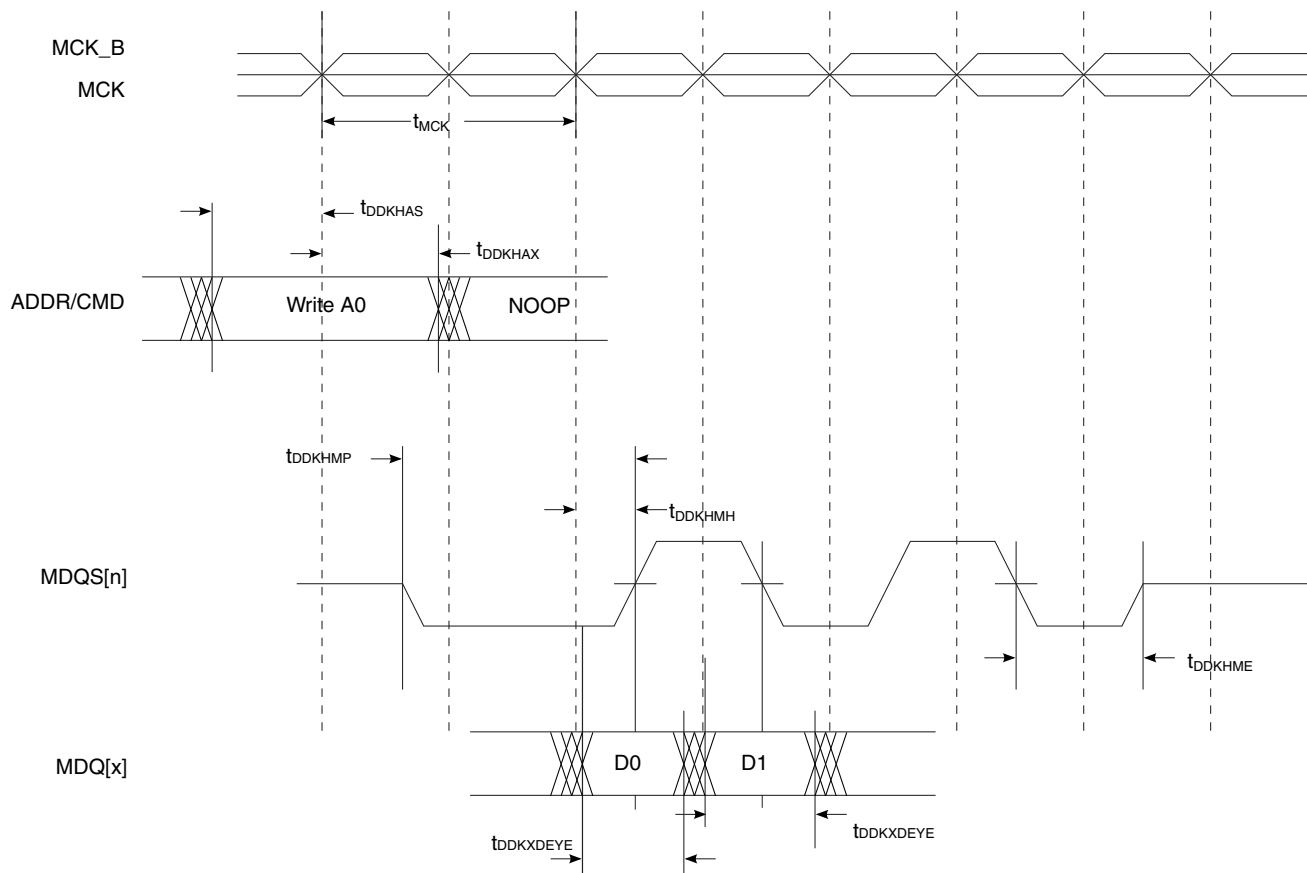 MCK_B
MCK
tMCK
tDDKHAS
tDDKHAX
ADDR/CMD
Write A0
NOOP
tDDKHMP
tDDKHMH
MDQS[n]
tDDKHME
MDQ[x]
D0
D1
tDDKXDEYE
tDDKXDEYE